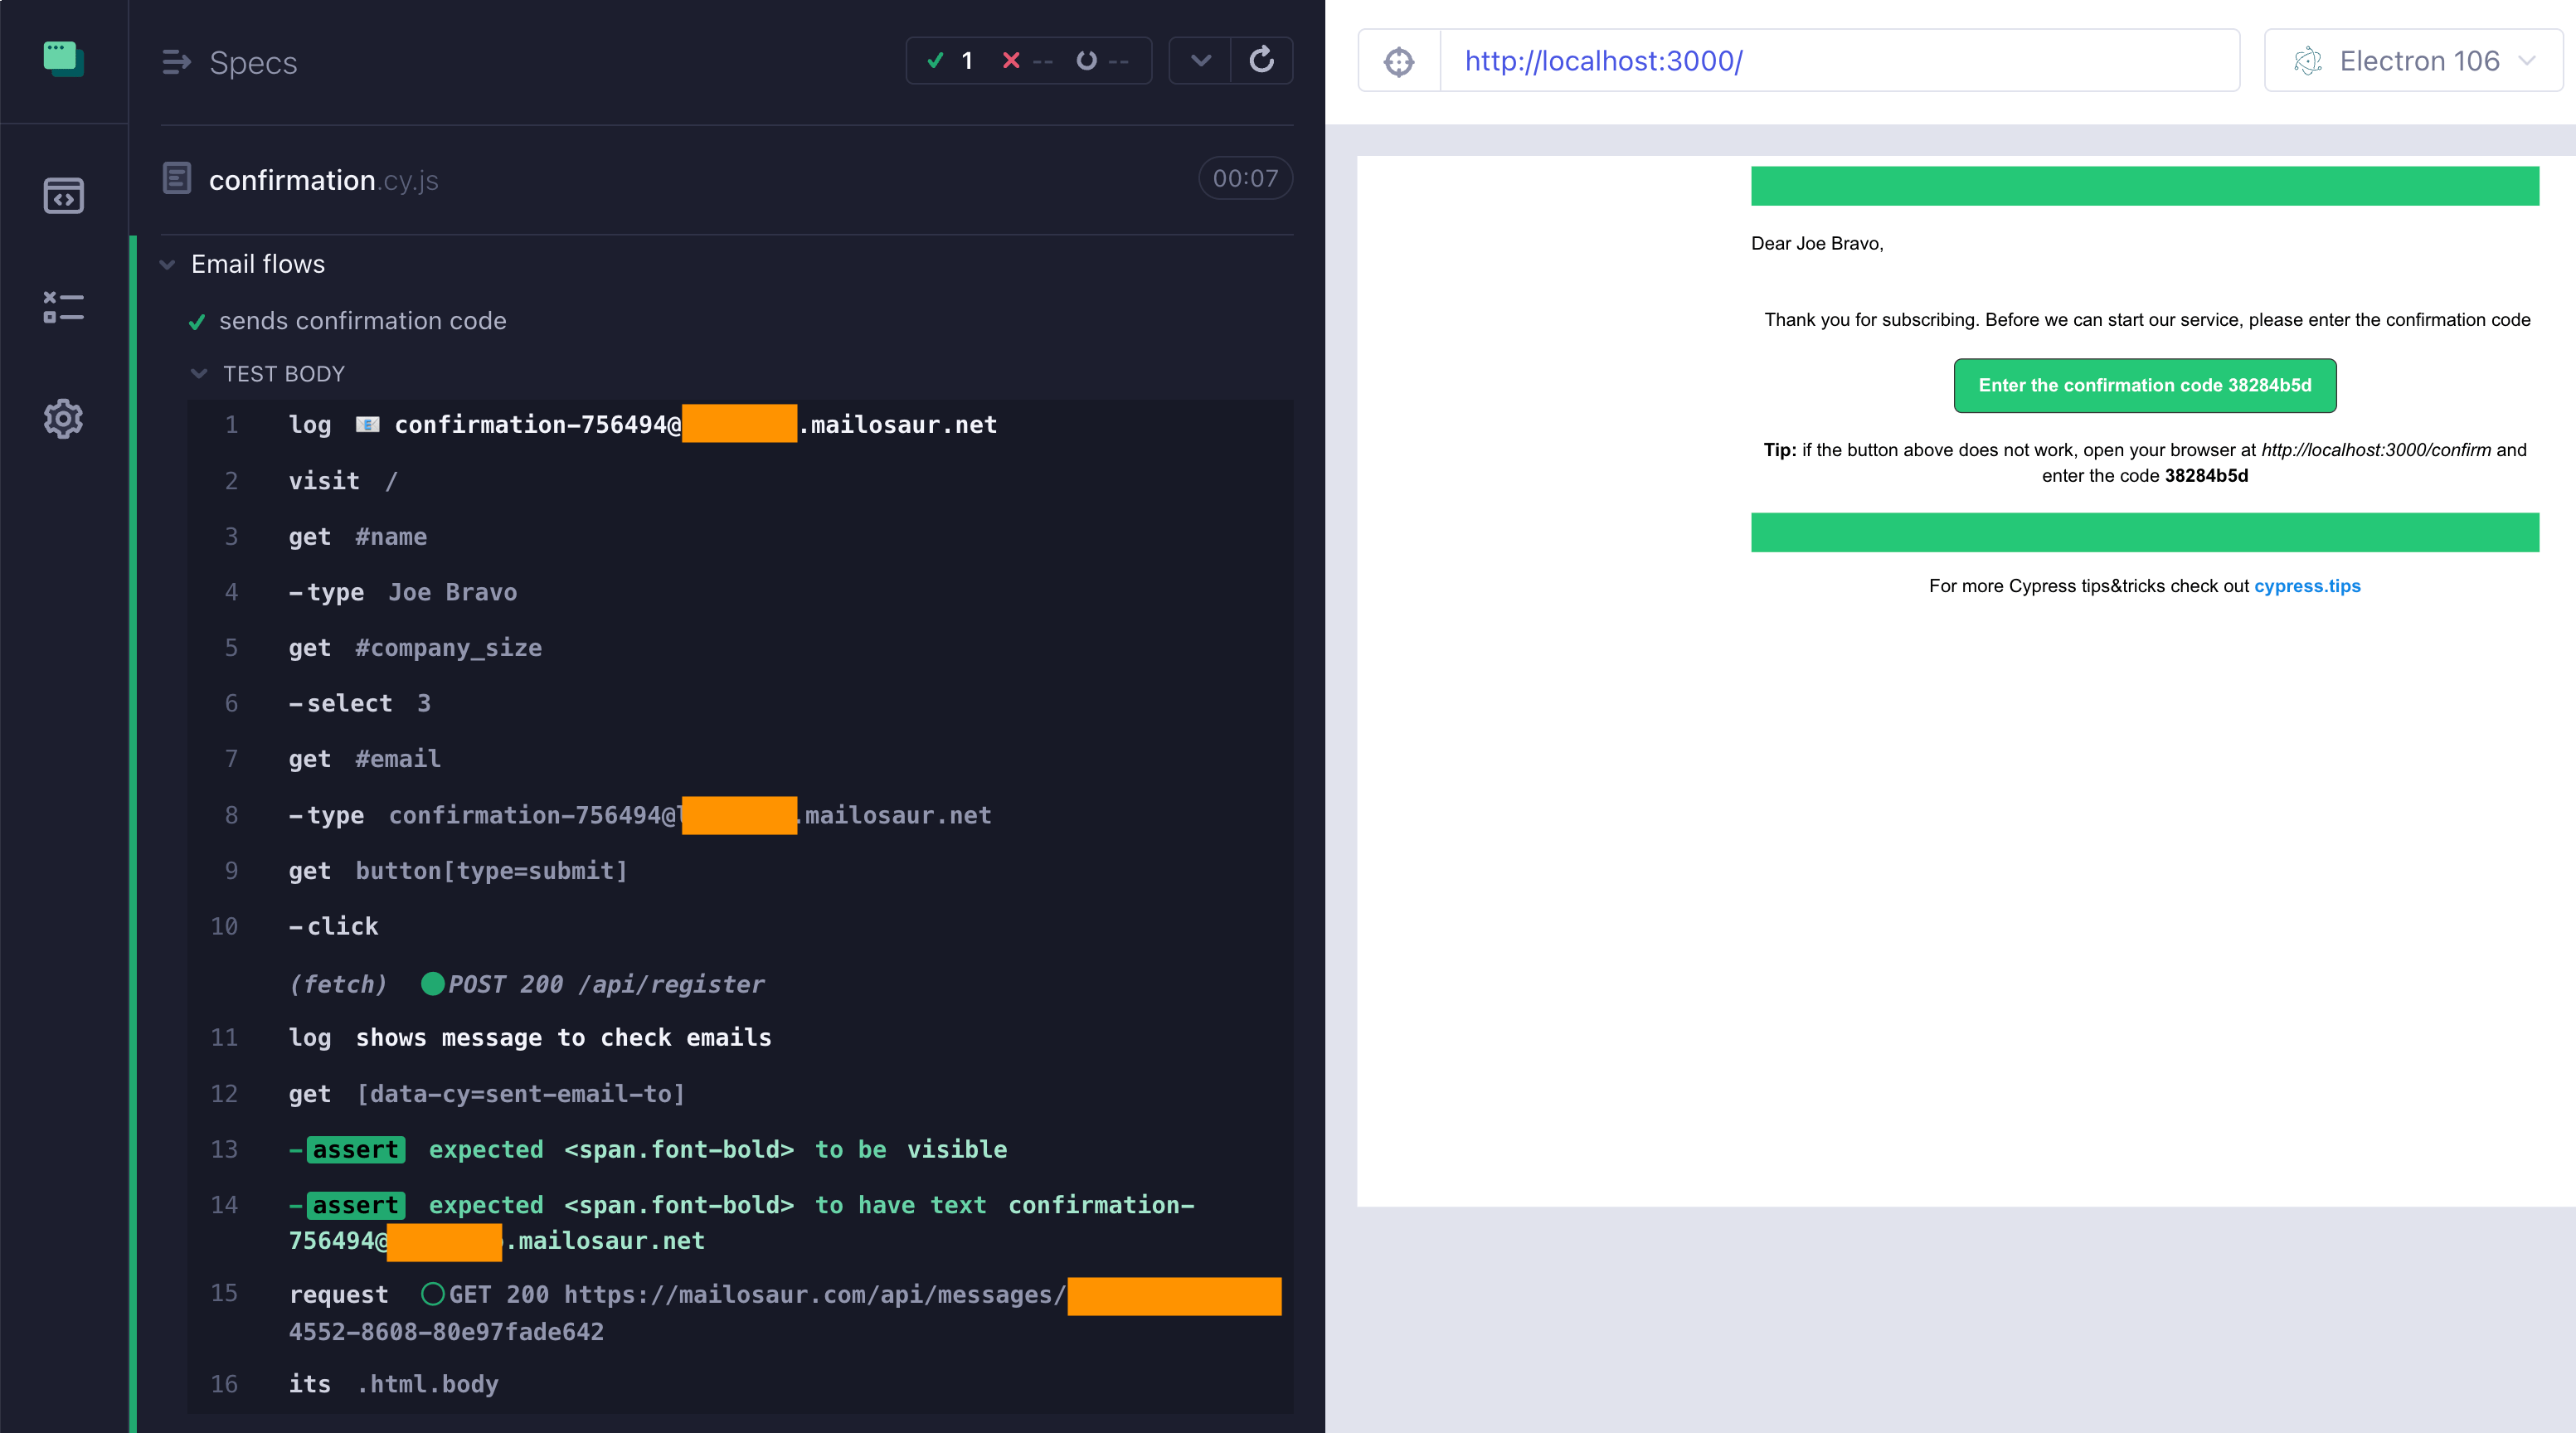 Specs
1 -- --
http://localhost:3000/
Electron 106
confirmation.cy.js
00:07
Email flows
sends confirmation code
TEST BODY
1 log 📧 confirmation-756494@ .mailosaur.net
2 visit /
3 get #name
4 -type Joe Bravo
5 get #company_size
6 -select 3
7 get #email
8 -type confirmation-756494@ .mailosaur.net
9 get button[type=submit]
10 -click
(fetch) POST 200 /api/register
11 log shows message to check emails
12 get [data-cy=sent-email-to]
13 -assert expected <span.font-bold> to be visible
14 -assert expected <span.font-bold> to have text confirmation-
756494@ .mailosaur.net
15 request GET 200 https://mailosaur.com/api/messages/
4552-8608-80e97fade642
16 its .html.body
Dear Joe Bravo,
Thank you for subscribing. Before we can start our service, please enter the confirmation code
Enter the confirmation code 38284b5d
Tip: if the button above does not work, open your browser at http://localhost:3000/confirm and
enter the code 38284b5d
For more Cypress tips&tricks check out cypress.tips